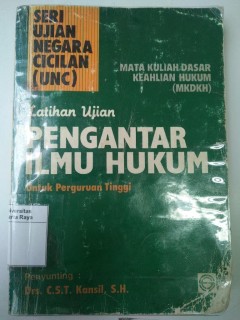 SERI
UJIAN
NEGARA
CICILAN
(UNC)
MATA KULIAH DASAR
KEAHLIAN HUKUM
(MKDKH)
Latihan Ujian
PENGANTAR
ILMU HUKUM
untuk Perguruan Tinggi
Penyunting :
Drs. C.S.T. Kansil, S.H.